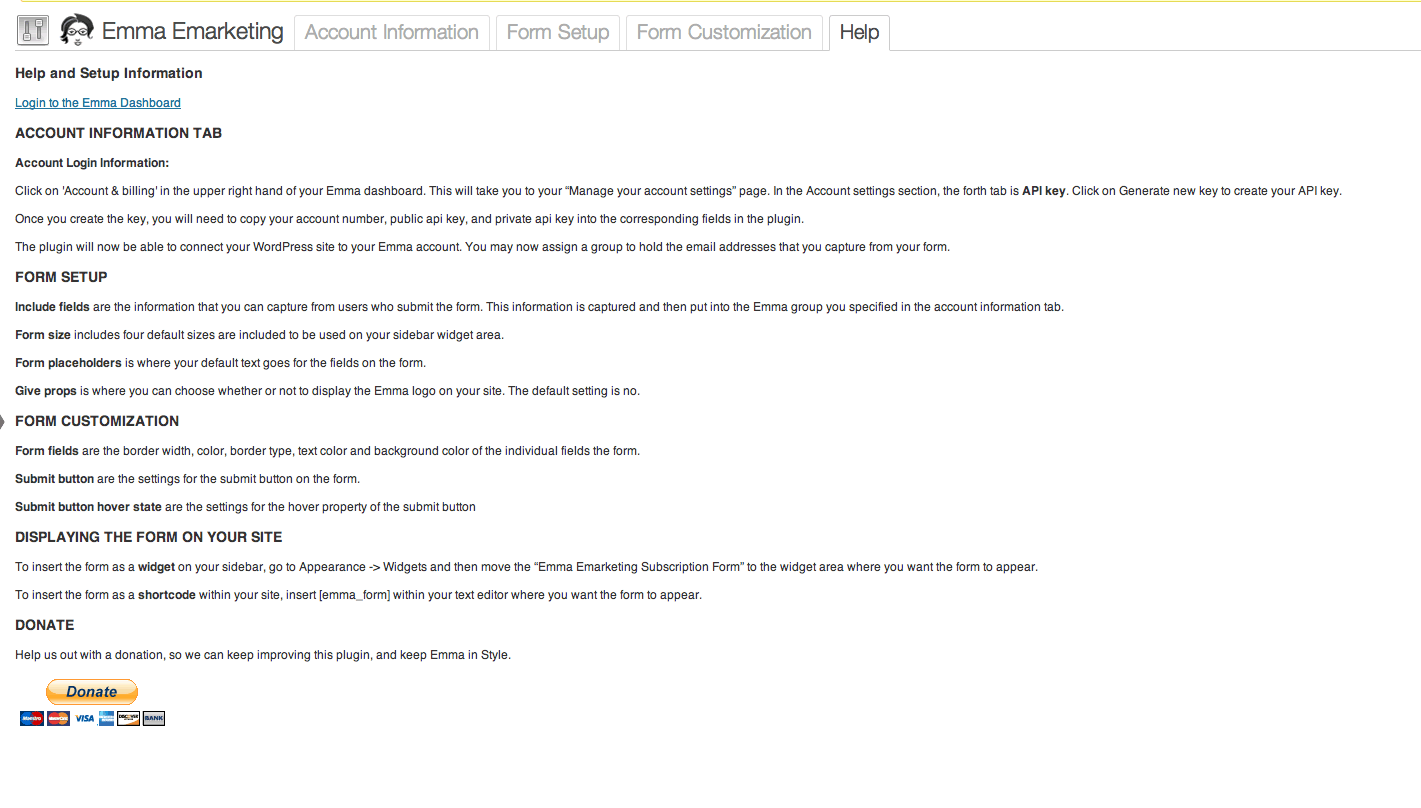 Emma Emarketing Account Information Form Setup Form Customization Help
Help and Setup Information
Login to the Emma Dashboard
ACCOUNT INFORMATION TAB
Account Login Information:
Click on 'Account & billing' in the upper right hand of your Emma dashboard. This will take you to your “Manage your account settings” page. In the Account settings section, the forth tab is API key. Click on Generate new key to create your API key.
Once you create the key, you will need to copy your account number, public api key, and private api key into the corresponding fields in the plugin.
The plugin will now be able to connect your WordPress site to your Emma account. You may now assign a group to hold the email addresses that you capture from your form.
FORM SETUP
Include fields are the information that you can capture from users who submit the form. This information is captured and then put into the Emma group you specified in the account information tab.
Form size includes four default sizes are included to be used on your sidebar widget area.
Form placeholders is where your default text goes for the fields on the form.
Give props is where you can choose whether or not to display the Emma logo on your site. The default setting is no.
FORM CUSTOMIZATION
Form fields are the border width, color, border type, text color and background color of the individual fields the form.
Submit button are the settings for the submit button on the form.
Submit button hover state are the settings for the hover property of the submit button
DISPLAYING THE FORM ON YOUR SITE
To insert the form as a widget on your sidebar, go to Appearance -> Widgets and then move the “Emma Emarketing Subscription Form” to the widget area where you want the form to appear.
To insert the form as a shortcode within your site, insert [emma_form] within your text editor where you want the form to appear.
DONATE
Help us out with a donation, so we can keep improving this plugin, and keep Emma in Style.
Donate
Maestro MasterCard VISA DISCOVER BANK